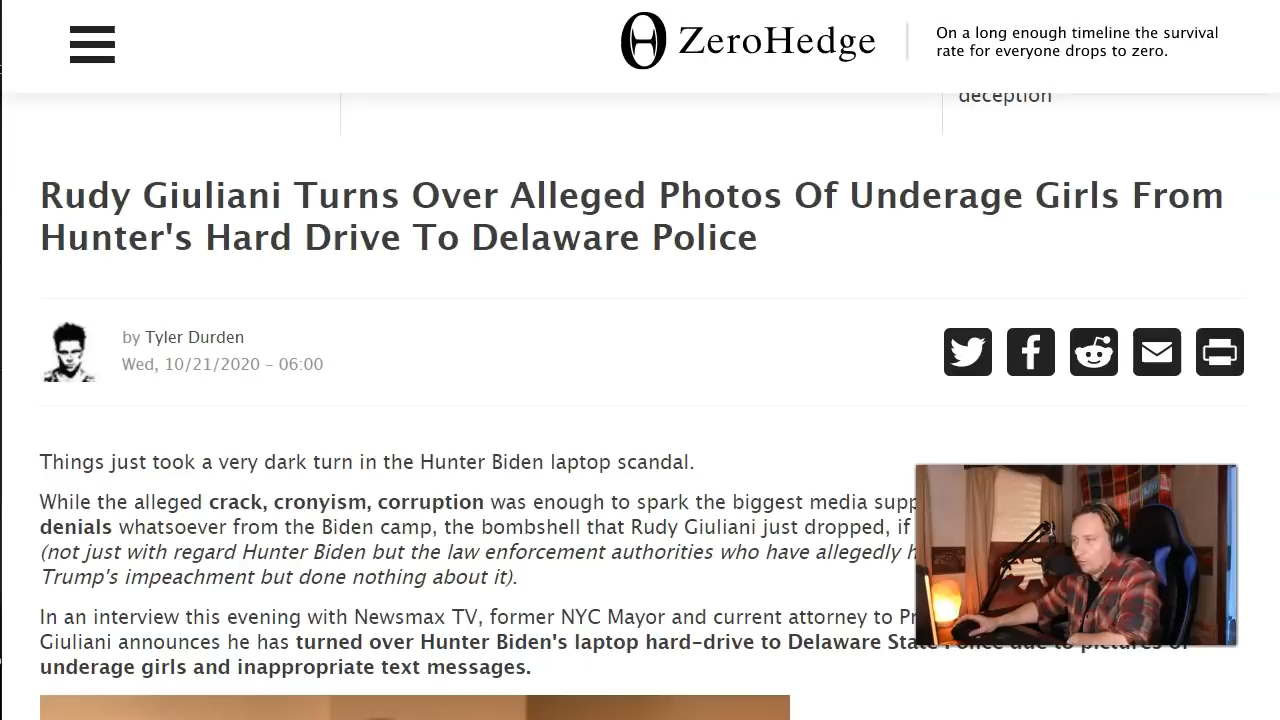 ZeroHedge
On a long enough timeline the survival
rate for everyone drops to zero.
deception
Rudy Giuliani Turns Over Alleged Photos Of Underage Girls From
Hunter's Hard Drive To Delaware Police
by Tyler Durden
Wed, 10/21/2020 - 06:00
Things just took a very dark turn in the Hunter Biden laptop scandal.
While the alleged crack, cronyism, corruption was enough to spark the biggest media
denials whatsoever from the Biden camp, the bombshell that Rudy Giuliani just dropped, if
(not just with regard Hunter Biden but the law enforcement authorities who have allegedly
Trump's impeachment but done nothing about it).
In an interview this evening with Newsmax TV, former NYC Mayor and current attorney to
Giuliani announces he has turned over Hunter Biden's laptop hard-drive to Delaware State Police due to pictures of
underage girls and inappropriate text messages.